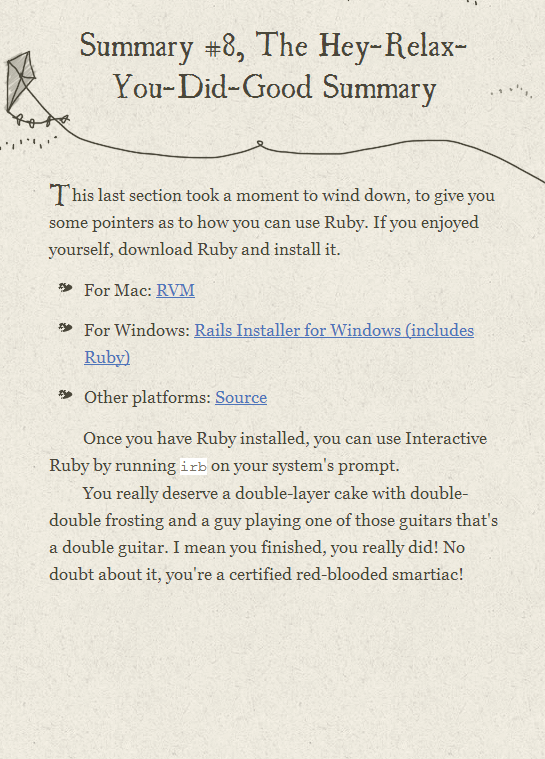 Summary #8, The Hey-Relax-
You-Did-Good Summary
This last section took a moment to wind down, to give you
some pointers as to how you can use Ruby. If you enjoyed
yourself, download Ruby and install it.
For Mac: RVM
For Windows: Rails Installer for Windows (includes
Ruby)
Other platforms: Source
Once you have Ruby installed, you can use Interactive
Ruby by running irb on your system's prompt.
You really deserve a double-layer cake with double-
double frosting and a guy playing one of those guitars that's
a double guitar. I mean you finished, you really did! No
doubt about it, you're a certified red-blooded smartiac!